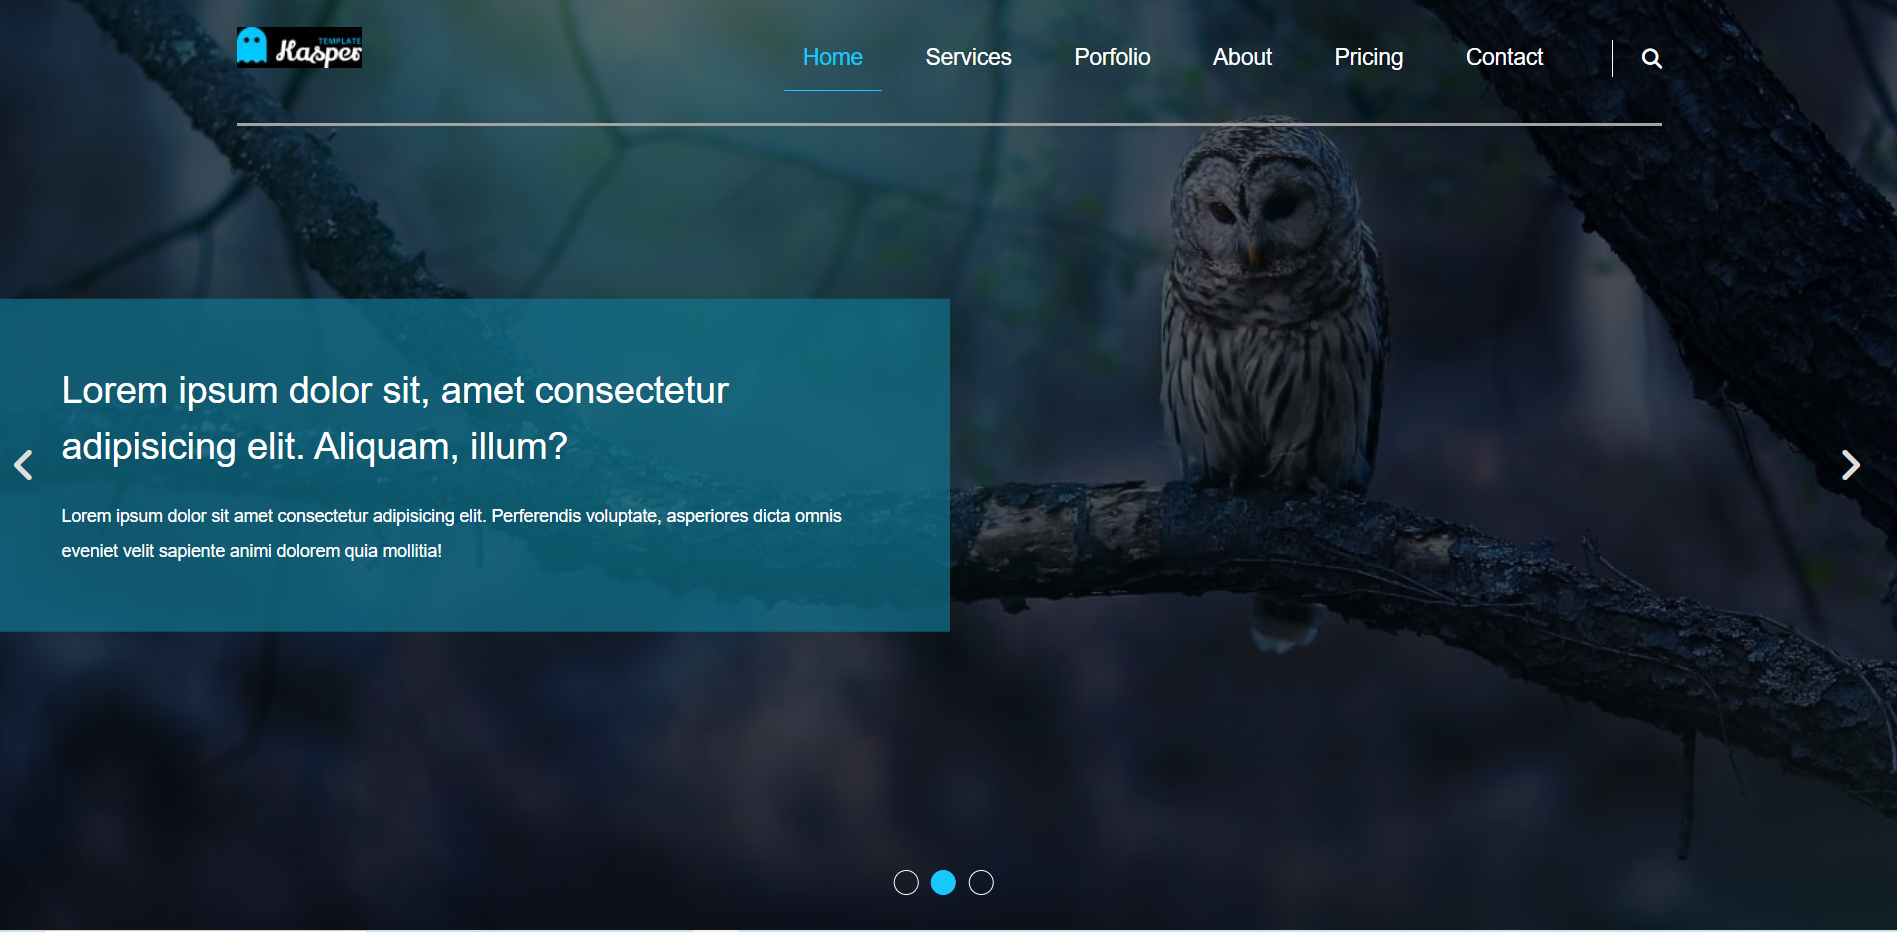 TEMPLATE
Kasper
Home Services Porfolio About Pricing Contact
Lorem ipsum dolor sit, amet consectetur
adipisicing elit. Aliquam, illum?
Lorem ipsum dolor sit amet consectetur adipisicing elit. Perferendis voluptate, asperiores dicta omnis
eveniet velit sapiente animi dolorem quia mollitia!